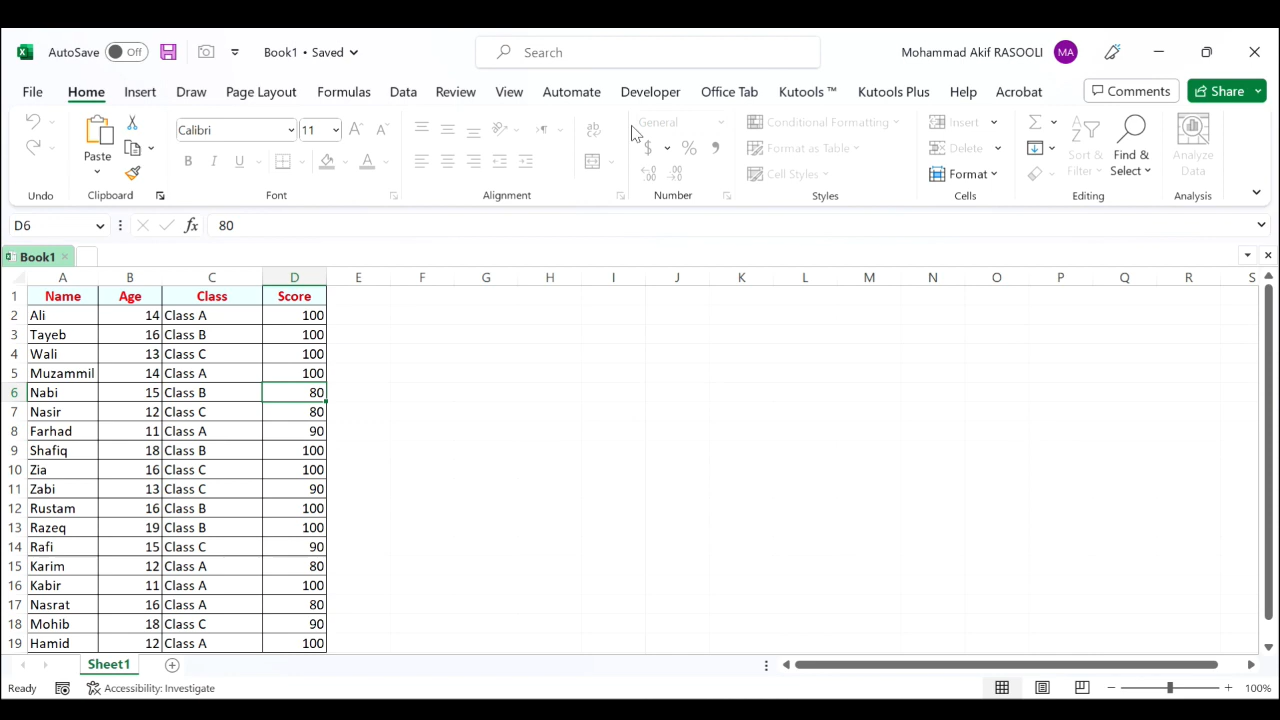 AutoSave Off Book1 • Saved Search Mohammad Akif RASOOLI MA
File Home Insert Draw Page Layout Formulas Data Review View Automate Developer Office Tab Kutools ™ Kutools Plus Help Acrobat Comments Share
Calibri 11 General Conditional Formatting Insert
Paste $ % Format as Table Delete Sort & Find & Analyze
Cell Styles Format Filter Select Data
Undo Clipboard Font Alignment Number Styles Cells Editing Analysis
D6 fx 80
Book1
A B C D E F G H I J K L M N O P Q R S
1 Name Age Class Score
2 Ali 14 Class A 100
3 Tayeb 16 Class B 100
4 Wali 13 Class C 100
5 Muzammil 14 Class A 100
6 Nabi 15 Class B 80
7 Nasir 12 Class C 80
8 Farhad 11 Class A 90
9 Shafiq 18 Class B 100
10 Zia 16 Class C 100
11 Zabi 13 Class C 90
12 Rustam 16 Class B 100
13 Razeq 19 Class B 100
14 Rafi 15 Class C 90
15 Karim 12 Class A 80
16 Kabir 11 Class A 100
17 Nasrat 16 Class A 80
18 Mohib 18 Class C 90
19 Hamid 12 Class A 100
Sheet1
Ready Accessibility: Investigate 100%